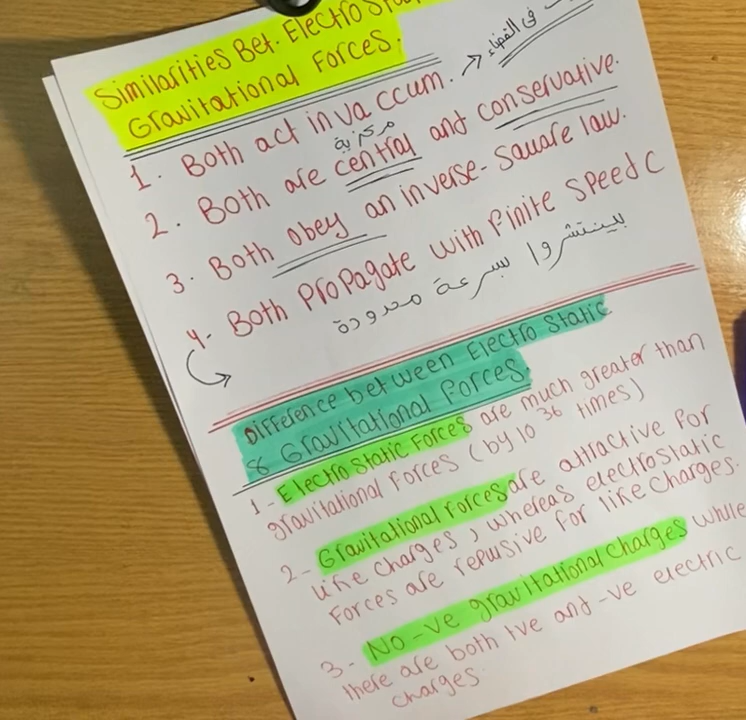 Similarities Bet. Electro
Gravitational Forces.
1. Both act in va ccum. → في الفضاء
مركزية
2. Both are central and conservative.
3. Both obey an inverse-square law.
4- Both Propagate with finite speed C
بينتشروا بسرعة محدودة
Difference between Electro static
& Gravitational Forces.
1- Electro static Forces are much greater than
gravitational forces (by 10^36 times)
2- Gravitational forces are attractive for
like charges, whereas electrostatic
Forces are repulsive for like charges.
3- No -ve gravitational charges while
there are both +ve and -ve electric
charges.